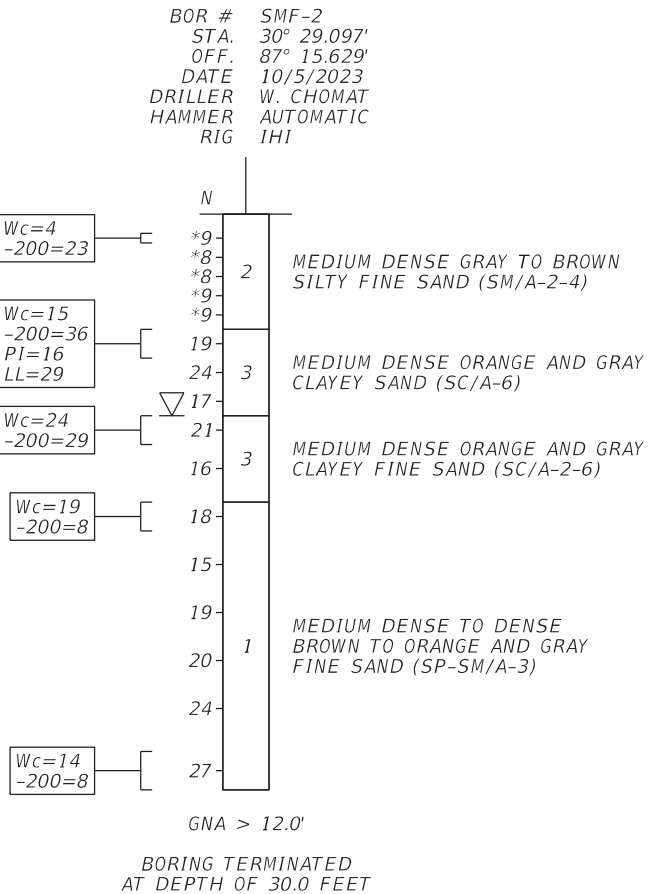 BOR # SMF-2
STA. 30° 29.097'
OFF. 87° 15.629'
DATE 10/5/2023
DRILLER W. CHOMAT
HAMMER AUTOMATIC
RIG IHI
N
Wc=4
-200=23
*9
*8
*8
*9
*9
2
MEDIUM DENSE GRAY TO BROWN
SILTY FINE SAND (SM/A-2-4)
Wc=15
-200=36
PI=16
LL=29
19
24
17
3
MEDIUM DENSE ORANGE AND GRAY
CLAYEY SAND (SC/A-6)
Wc=24
-200=29
21
16
3
MEDIUM DENSE ORANGE AND GRAY
CLAYEY FINE SAND (SC/A-2-6)
Wc=19
-200=8
18
15
19
20
24
27
1
MEDIUM DENSE TO DENSE
BROWN TO ORANGE AND GRAY
FINE SAND (SP-SM/A-3)
Wc=14
-200=8
GNA > 12.0'
BORING TERMINATED
AT DEPTH OF 30.0 FEET